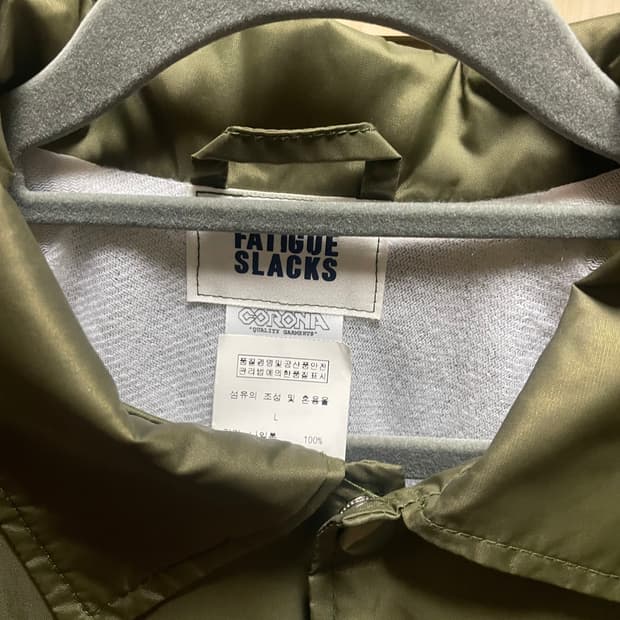 FATIGUE
SLACKS
CORONA
"QUALITY GARMENTS"
품질경영및공산품안전
관리법에의한품질표시
섬유의 조성 및 혼용율
L
100%